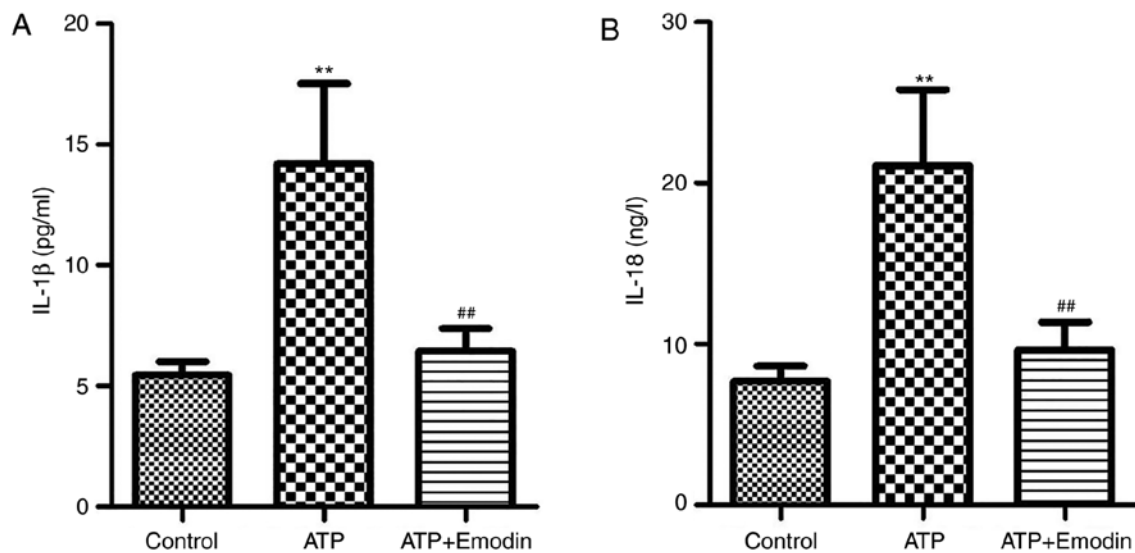 A
IL-1β (pg/ml)
20
15
10
5
0
**
##
Control
ATP
ATP+Emodin
B
IL-18 (ng/l)
30
20
10
0
**
##
Control
ATP
ATP+Emodin